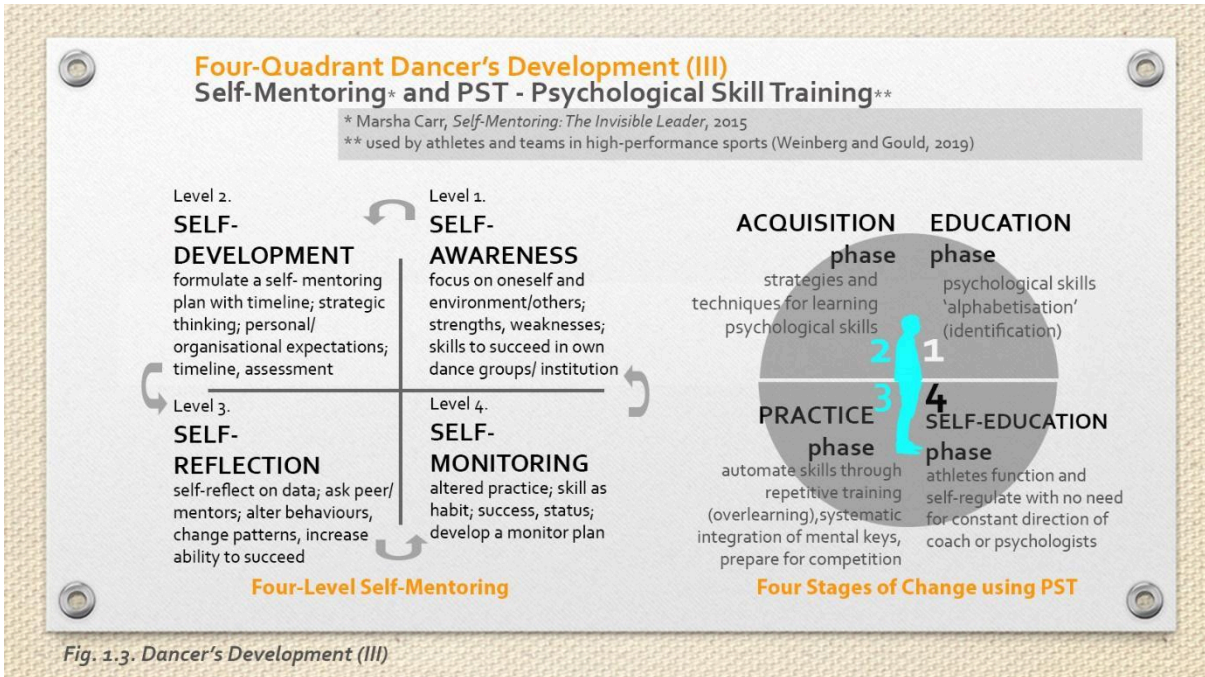 Four-Quadrant Dancer's Development (III)
Self-Mentoring* and PST - Psychological Skill Training**
* Marsha Carr, Self-Mentoring: The Invisible Leader, 2015
** used by athletes and teams in high-performance sports (Weinberg and Gould, 2019)
Level 2.
SELF-
DEVELOPMENT
formulate a self- mentoring
plan with timeline; strategic
thinking; personal/
organisational expectations;
timeline, assessment
Level 1.
SELF-
AWARENESS
focus on oneself and
environment/others;
strengths, weaknesses;
skills to succeed in own
dance groups/ institution
Level 3.
SELF-
REFLECTION
self-reflect on data; ask peer/
mentors; alter behaviours,
change patterns, increase
ability to succeed
Level 4.
SELF-
MONITORING
altered practice; skill as
habit; success, status;
develop a monitor plan
Four-Level Self-Mentoring
ACQUISITION
phase
strategies and
techniques for learning
psychological skills
2
EDUCATION
phase
psychological skills
'alphabetisation'
(identification)
1
3
PRACTICE
phase
automate skills through
repetitive training
(overlearning),systematic
integration of mental keys,
prepare for competition
4
SELF-EDUCATION
phase
athletes function and
self-regulate with no need
for constant direction of
coach or psychologists
Four Stages of Change using PST
Fig. 1.3. Dancer's Development (III)